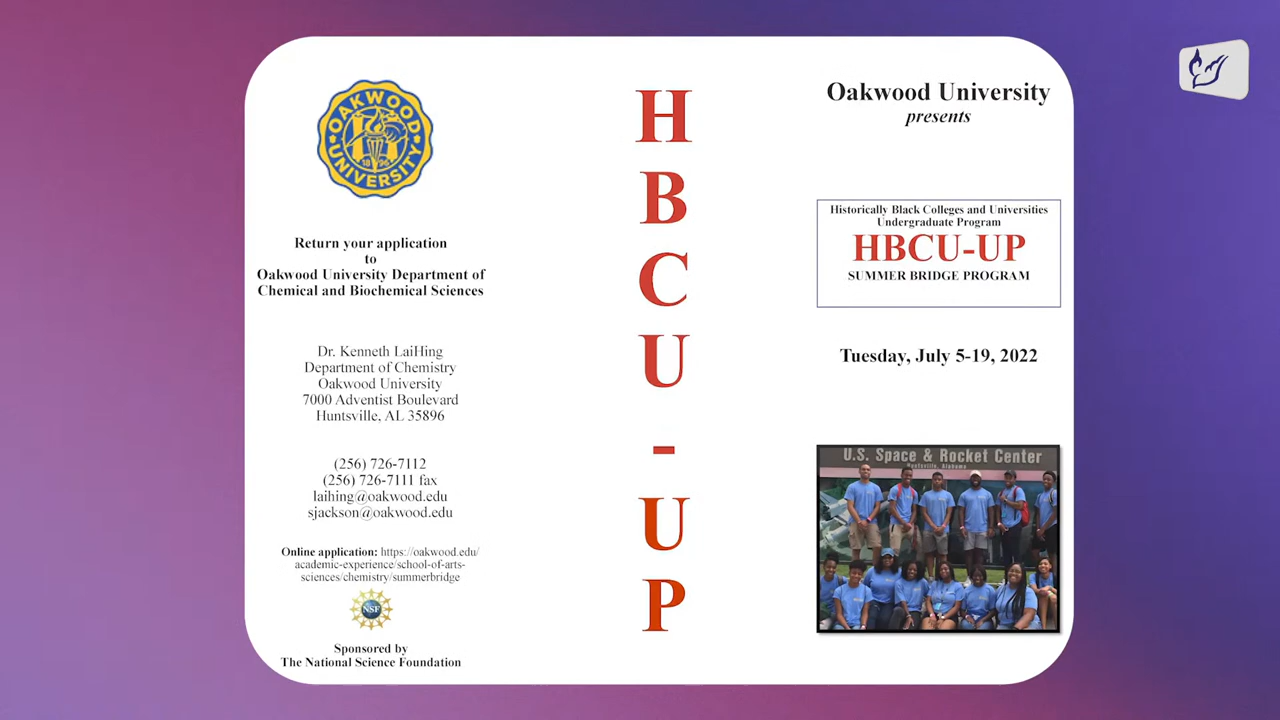 OAKWOOD
UNIVERSITY
1896
Return your application
to
Oakwood University Department of
Chemical and Biochemical Sciences
Dr. Kenneth LaiHing
Department of Chemistry
Oakwood University
7000 Adventist Boulevard
Huntsville, AL 35896
(256) 726-7112
(256) 726-7111 fax
laihing@oakwood.edu
sjackson@oakwood.edu
Online application: https://oakwood.edu/
academic-experience/school-of-arts-
sciences/chemistry/summerbridge
NSF
Sponsored by
The National Science Foundation
H
B
C
U
-
U
P
Oakwood University
presents
Historically Black Colleges and Universities
Undergraduate Program
HBCU-UP
SUMMER BRIDGE PROGRAM
Tuesday, July 5-19, 2022
U.S. Space & Rocket Center
Huntsville, Alabama